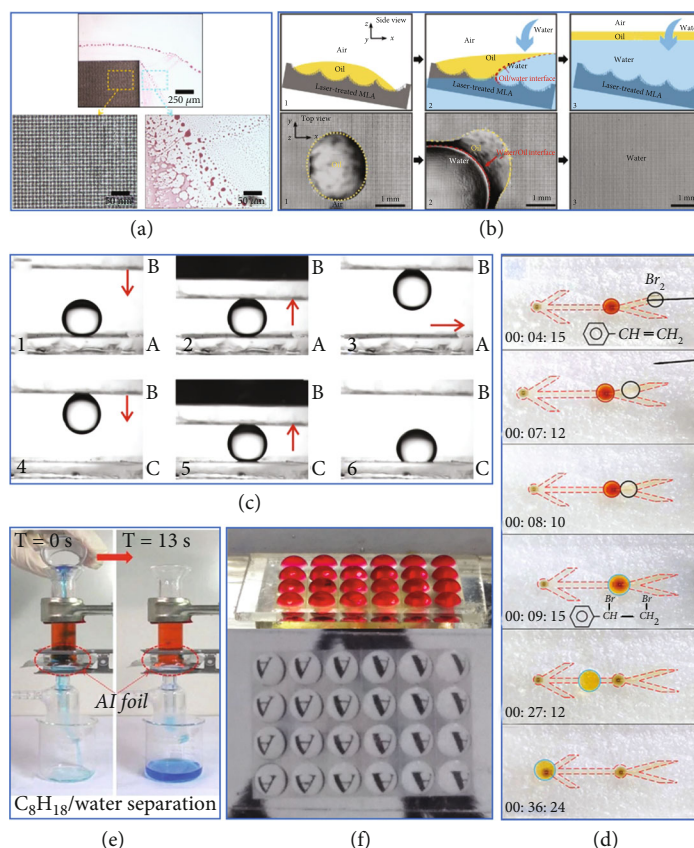 250 μm
50 μm
50 μm
(a)
Side view
z
y
x
Air
Oil
Laser-treated MLA
1
Water
Air
Oil
Water
Oil/water interface
Laser-treated MLA
2
Water
Air
Oil
Water
Laser-treated MLA
3
Top view
y
z
x
Oil
Air
1 mm
1
Oil
Water/Oil interface
Water
1 mm
2
Water
1 mm
3
(b)
B
1
A
B
2
A
B
3
A
B
4
C
B
5
C
B
6
C
(c)
Br2
00: 04: 15
CH=CH2
00: 07: 12
00: 08: 10
00: 09: 15
Br
Br
CH — CH2
00: 27: 12
00: 36: 24
(d)
T = 0 s
T = 13 s
AI foil
C8H18/water separation
(e)
A A A A A A
A A A A A A
A A A A A A
A A A A A A
(f)